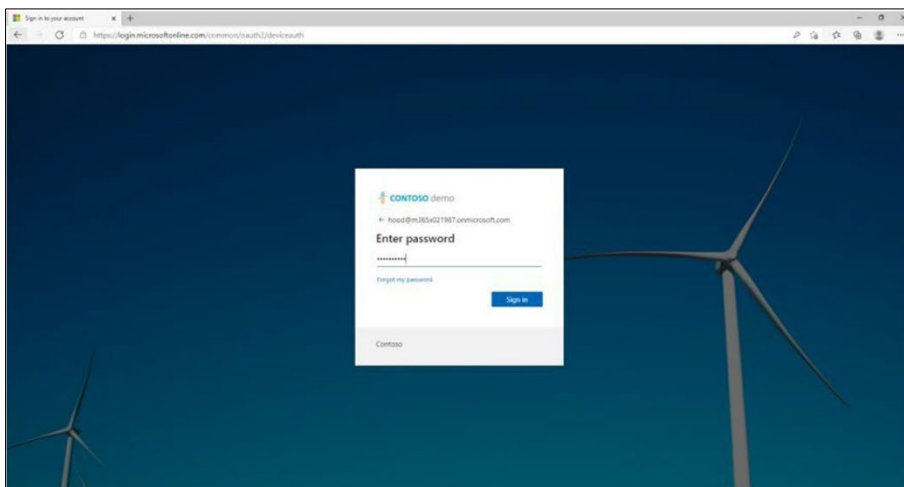 Sign in to your account
https://login.microsoftonline.com/common/oauth2/deviceauth
CONTOSO demo
hood@m365x021987.onmicrosoft.com
Enter password
Forgot my password
Sign in
Contoso